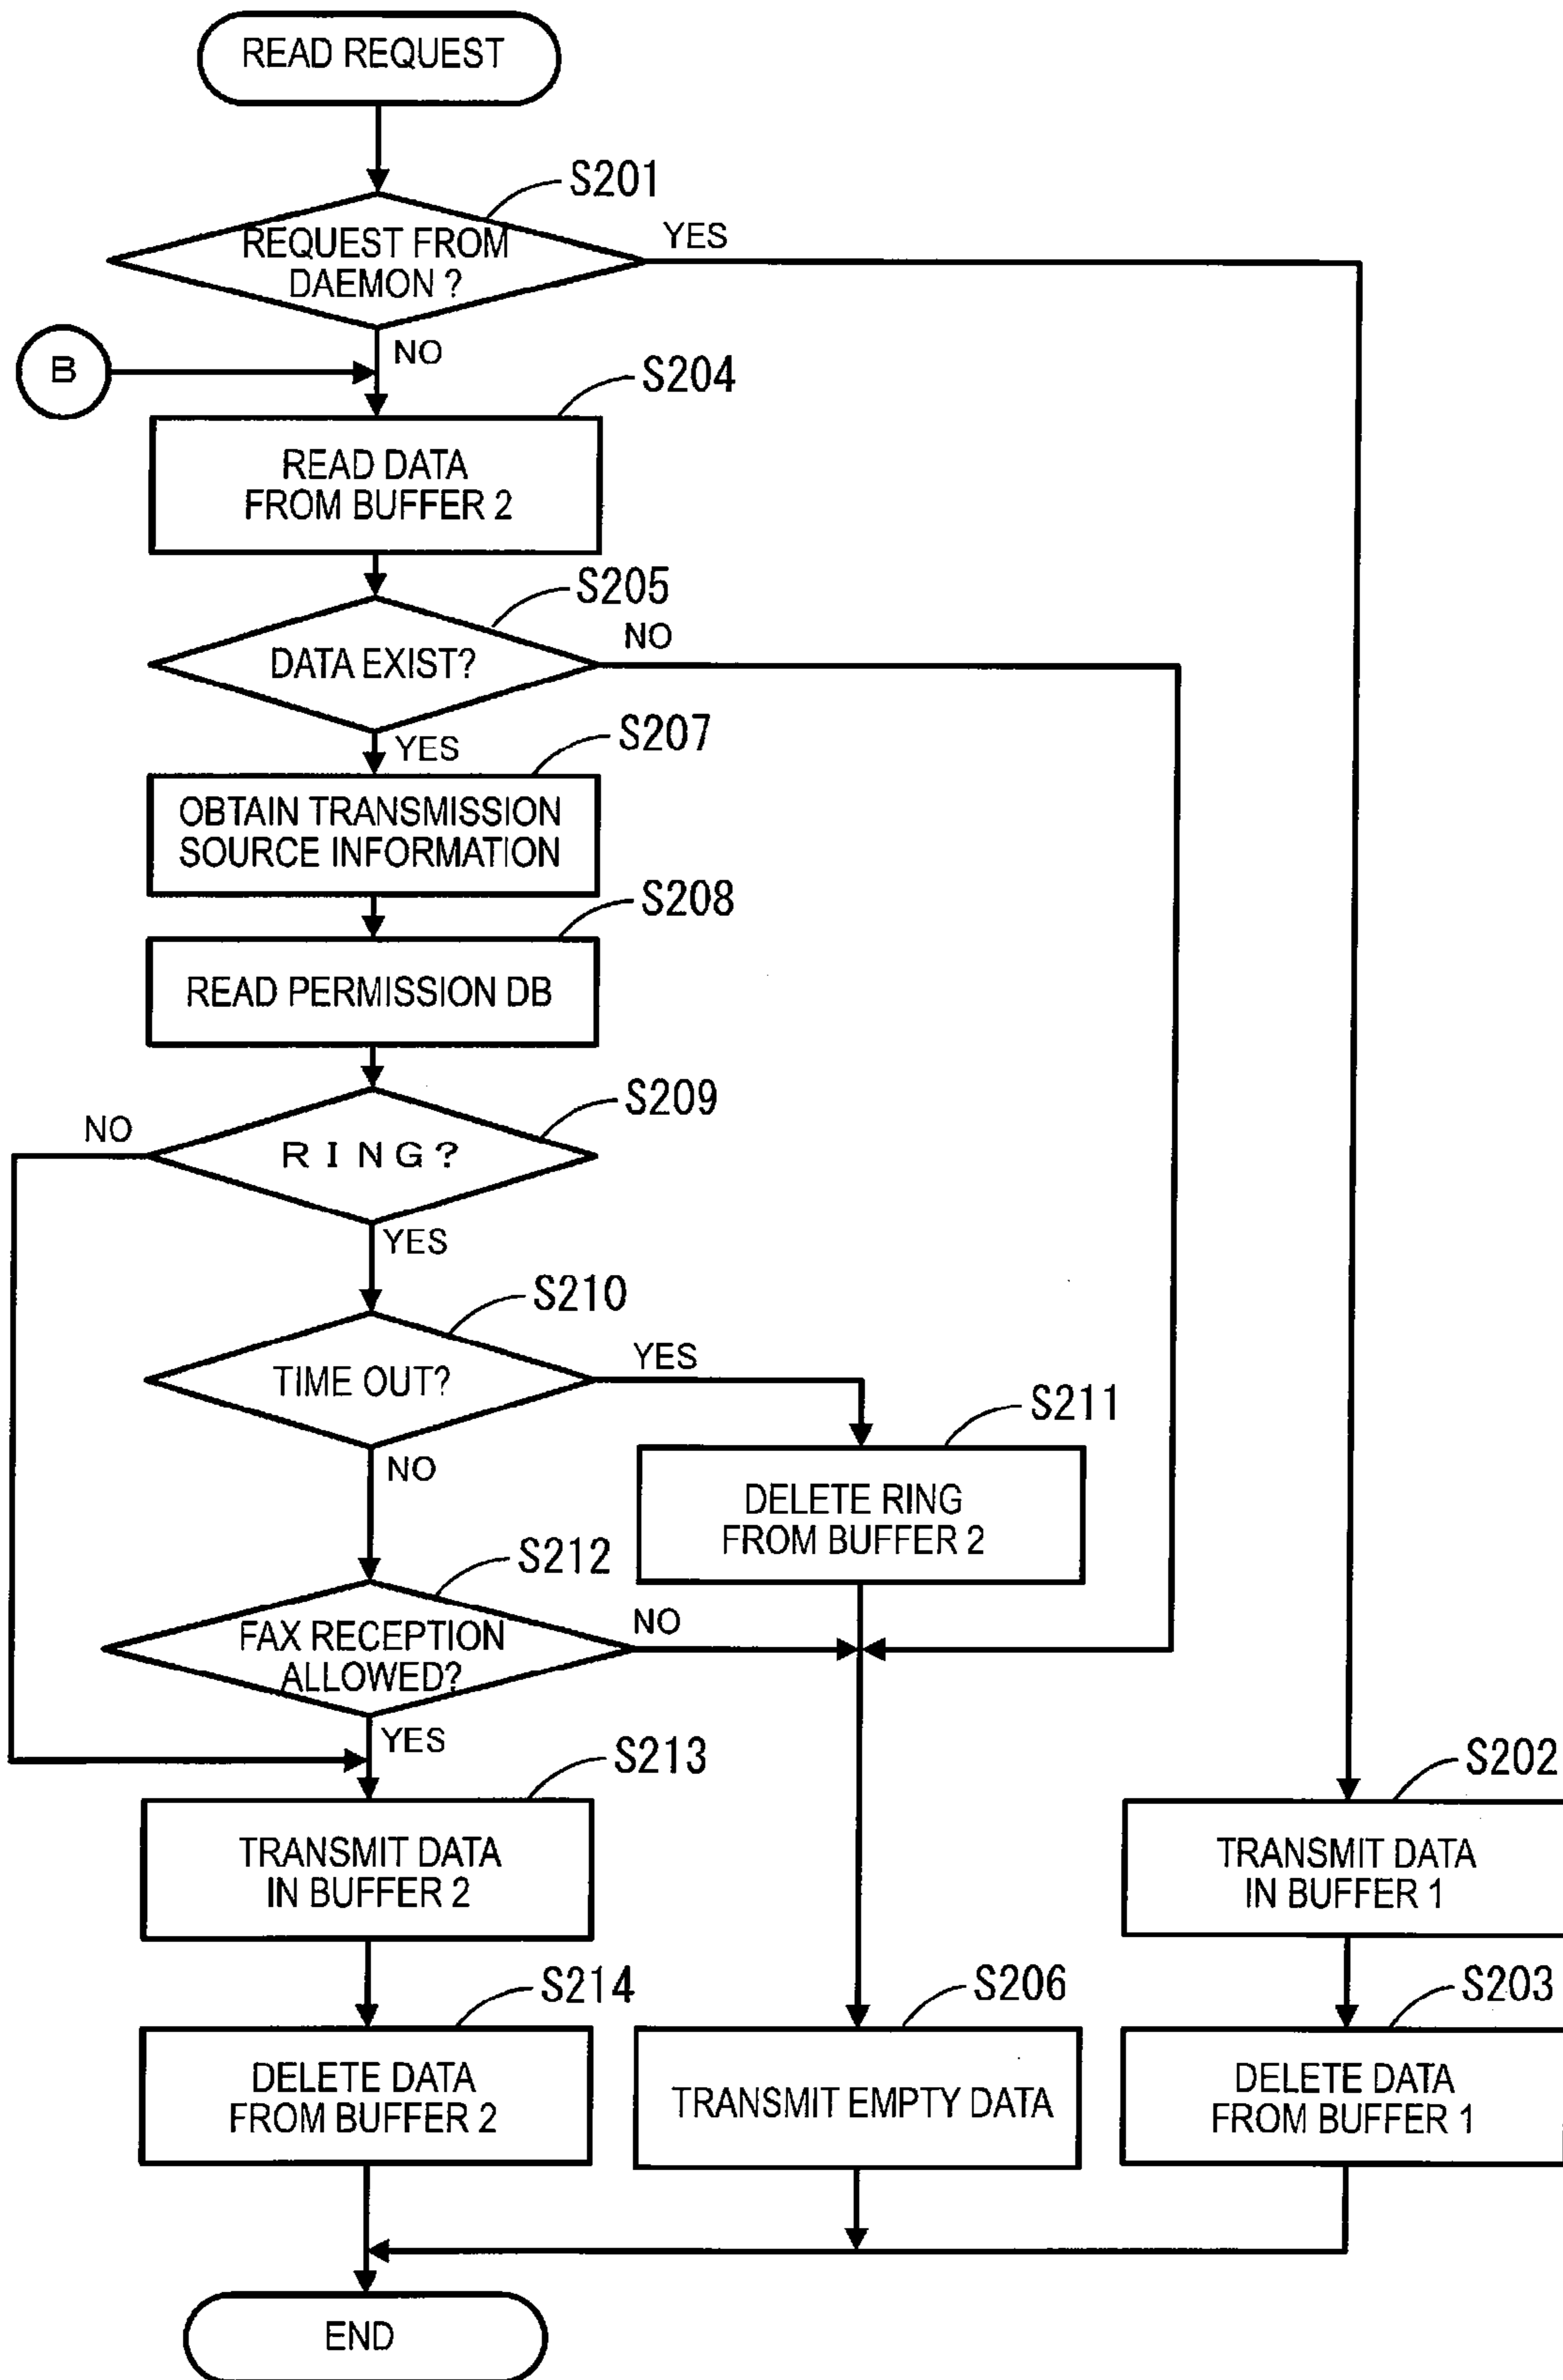 READ REQUEST
S201
REQUEST FROM
DAEMON ?
YES
NO
B
S204
READ DATA
FROM BUFFER 2
S205
DATA EXIST?
NO
YES
S207
OBTAIN TRANSMISSION
SOURCE INFORMATION
S208
READ PERMISSION DB
S209
NO
RING?
YES
S210
TIME OUT?
YES
NO
S211
DELETE RING
FROM BUFFER 2
S212
FAX RECEPTION
ALLOWED?
NO
YES
S213
TRANSMIT DATA
IN BUFFER 2
S202
TRANSMIT DATA
IN BUFFER 1
S214
DELETE DATA
FROM BUFFER 2
S206
TRANSMIT EMPTY DATA
S203
DELETE DATA
FROM BUFFER 1
END